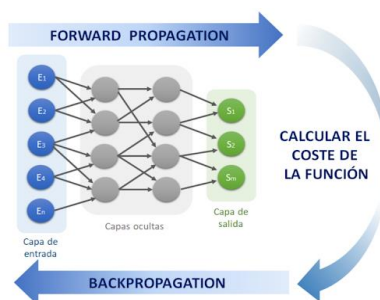 FORWARD PROPAGATION
E1
E2
E3
E4
En
S1
S2
Sm
CALCULAR EL
COSTE DE
LA FUNCIÓN
Capa de
entrada
Capas ocultas
Capa de
salida
BACKPROPAGATION